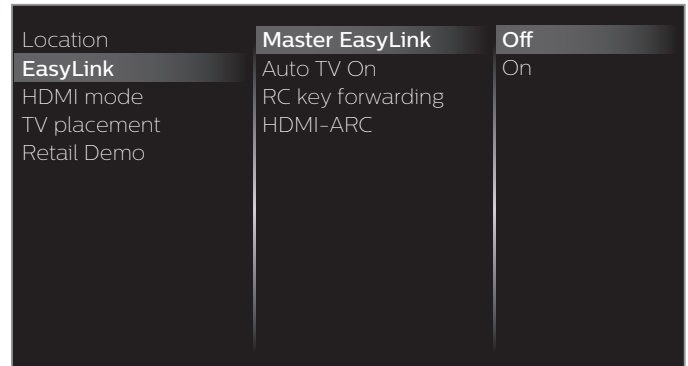 Location
EasyLink
HDMI mode
TV placement
Retail Demo
Master EasyLink
Auto TV On
RC key forwarding
HDMI-ARC
Off
On